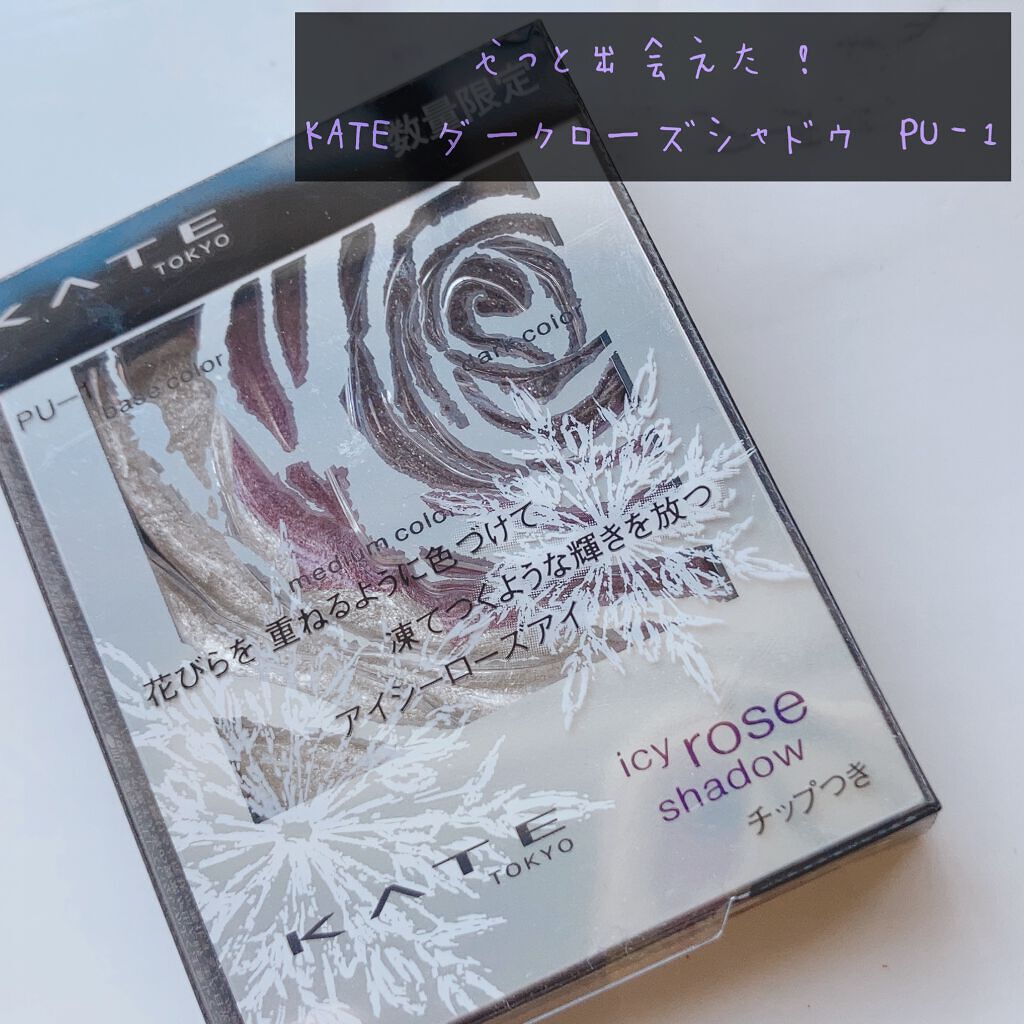 やっと出会えた！
KATE ダークローズシャドウ PU-1
数量限定
KATE
TOKYO
PU-1
base color
dark color
medium color
花びらを重ねるように色づけて
凍てつくような輝きを放つ
アイシーローズアイ
icy rose
shadow
チップつき
KATE
TOKYO